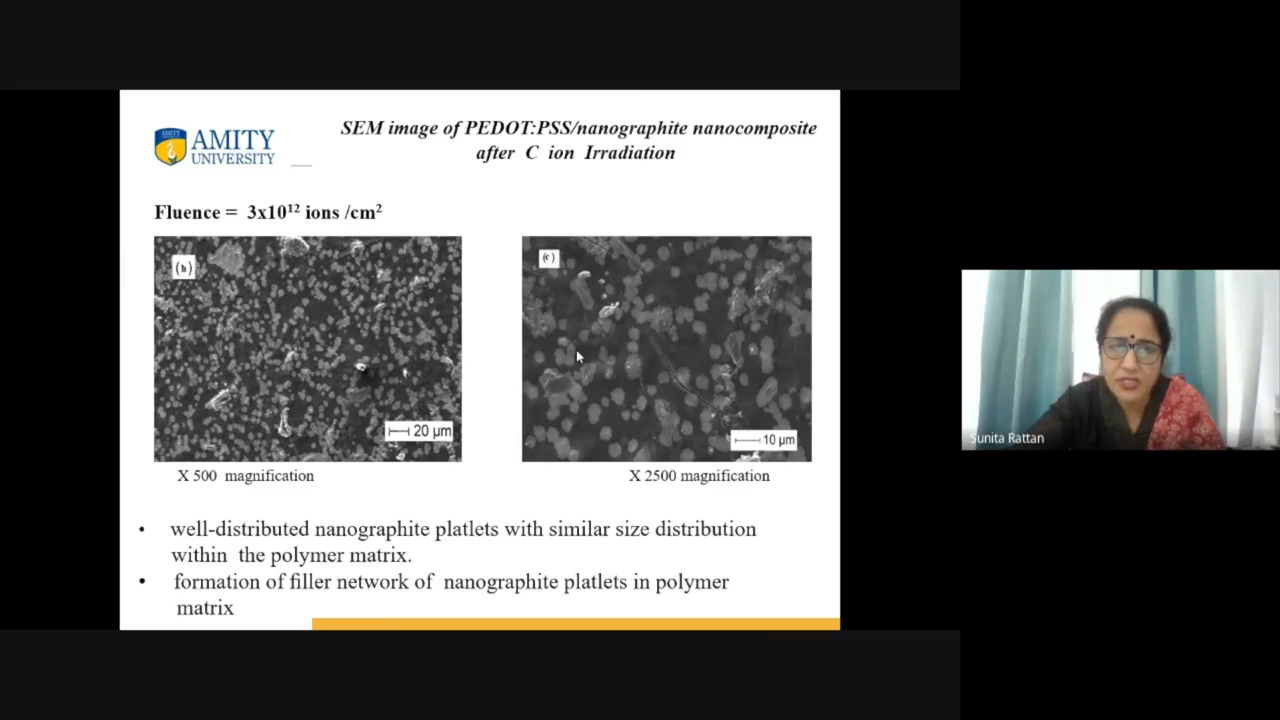 AMITY
AMITY
UNIVERSITY
SEM image of PEDOT:PSS/nanographite nanocomposite
after C ion Irradiation
Fluence = 3x10¹² ions /cm²
(b)
20 µm
(c)
10 µm
X 500 magnification
X 2500 magnification
• well-distributed nanographite platlets with similar size distribution
within the polymer matrix.
• formation of filler network of nanographite platlets in polymer
matrix
Sunita Rattan